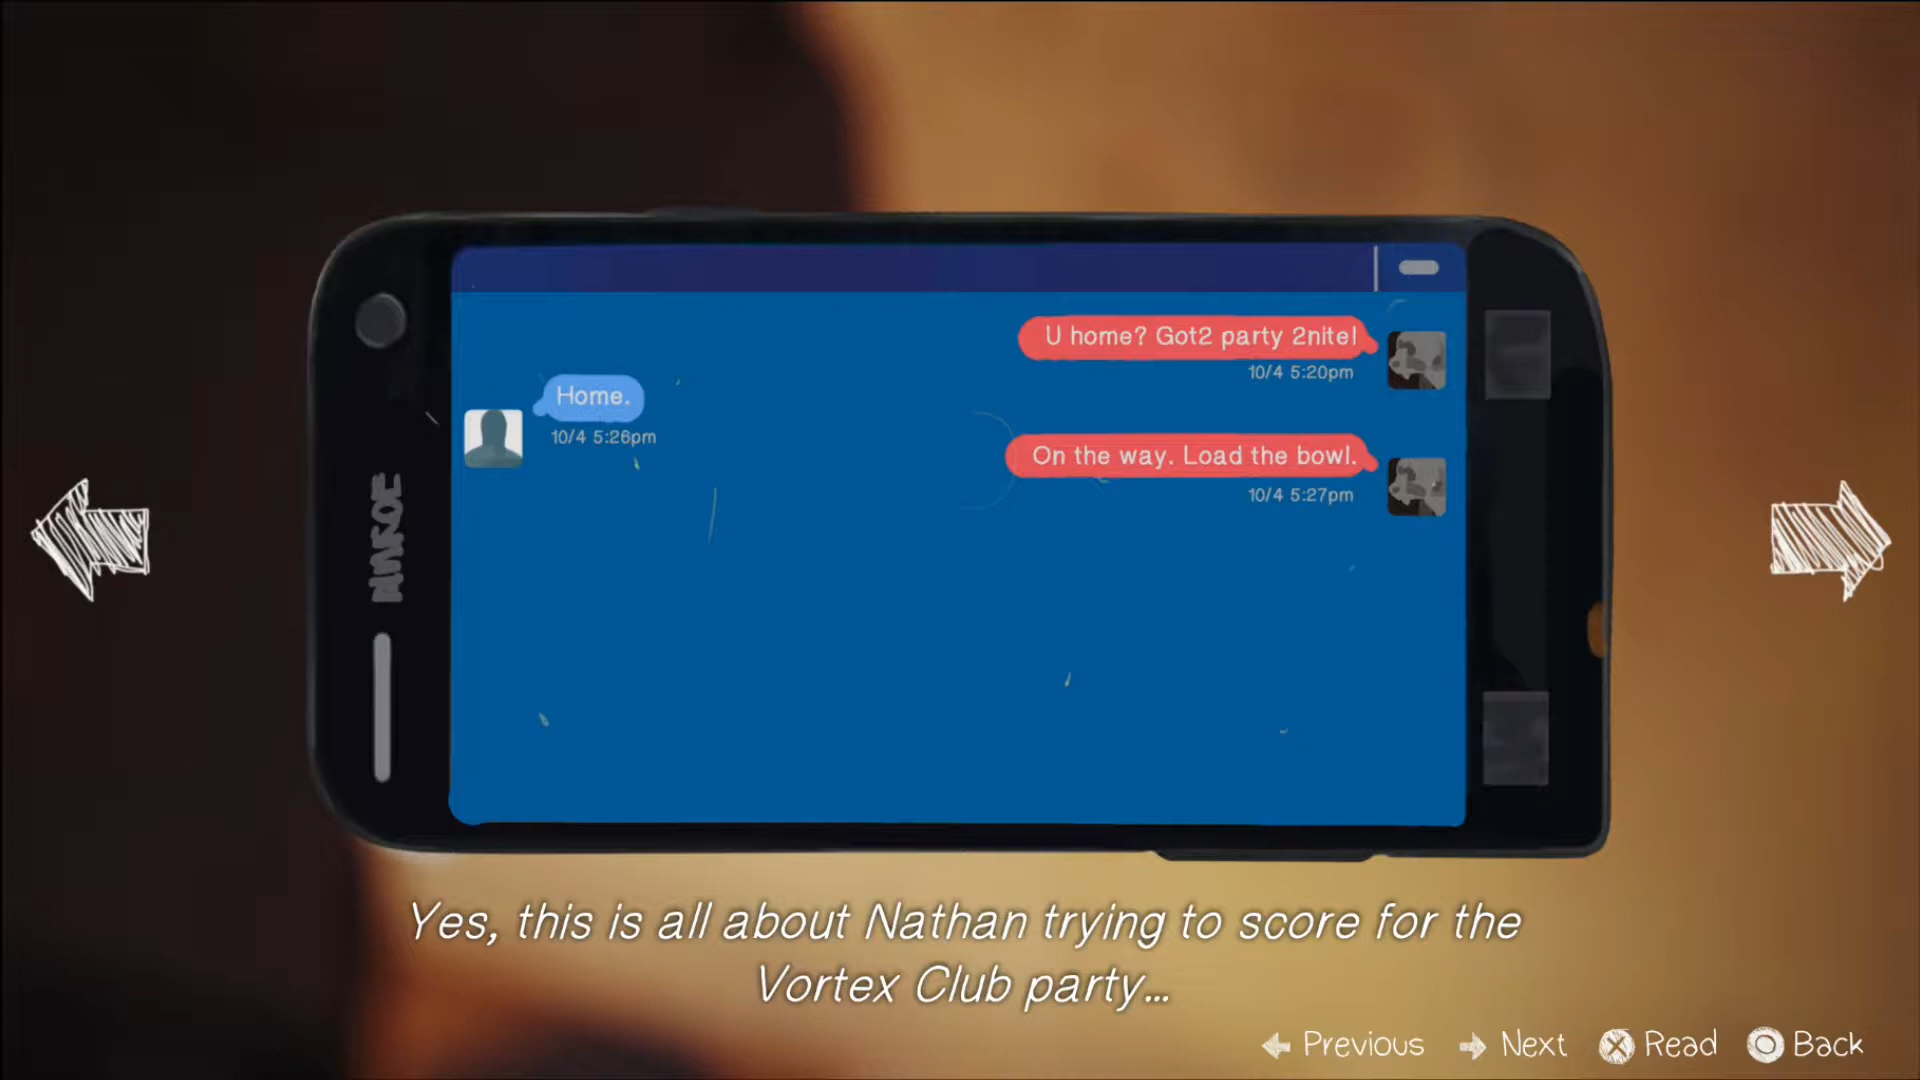 U home? Got2 party 2nite!
10/4 5:20pm
Home.
10/4 5:26pm
On the way. Load the bowl.
10/4 5:27pm
Yes, this is all about Nathan trying to score for the
Vortex Club party...
Previous Next Read Back